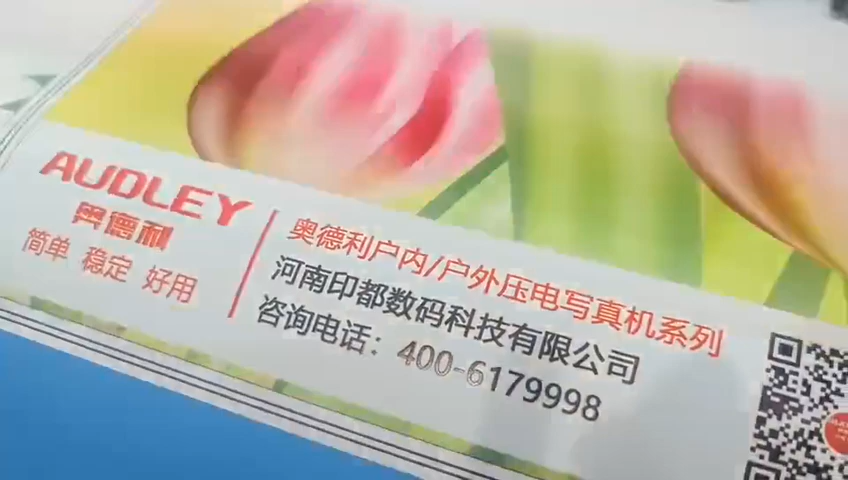 AUDLEY
奥德利
简单 稳定 好用
奥德利户内/户外压电写真机系列
河南印都数码科技有限公司
咨询电话：400-6179998